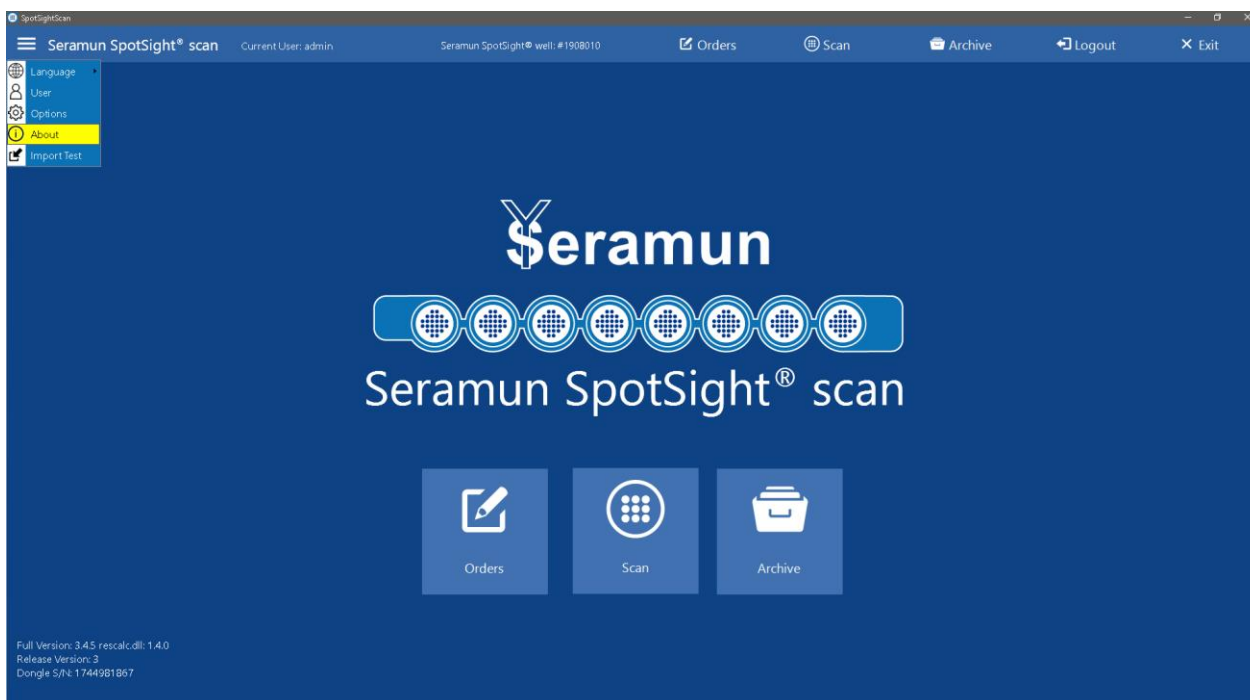 SpotSightScan
Seramun SpotSight® scan Current User: admin Seramun SpotSight® well: #1908010 Orders Scan Archive Logout Exit
Language
User
Options
About
Import Test
Seramun
Seramun SpotSight® scan
Orders Scan Archive
Full Version: 3.4.5 rescalc.dll: 1.4.0
Release Version: 3
Dongle S/N: 1744981867